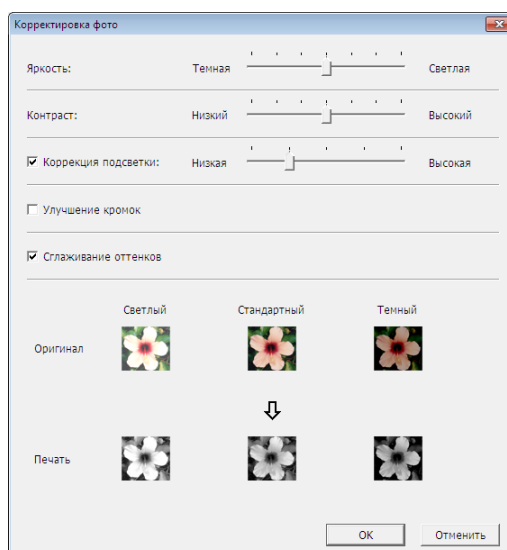 Корректировка фото
Яркость: Темная Светлая
Контраст: Низкий Высокий
Коррекция подсветки: Низкая Высокая
Улучшение кромок
Сглаживание оттенков
Светлый Стандартный Темный
Оригинал
Печать
OK Отменить